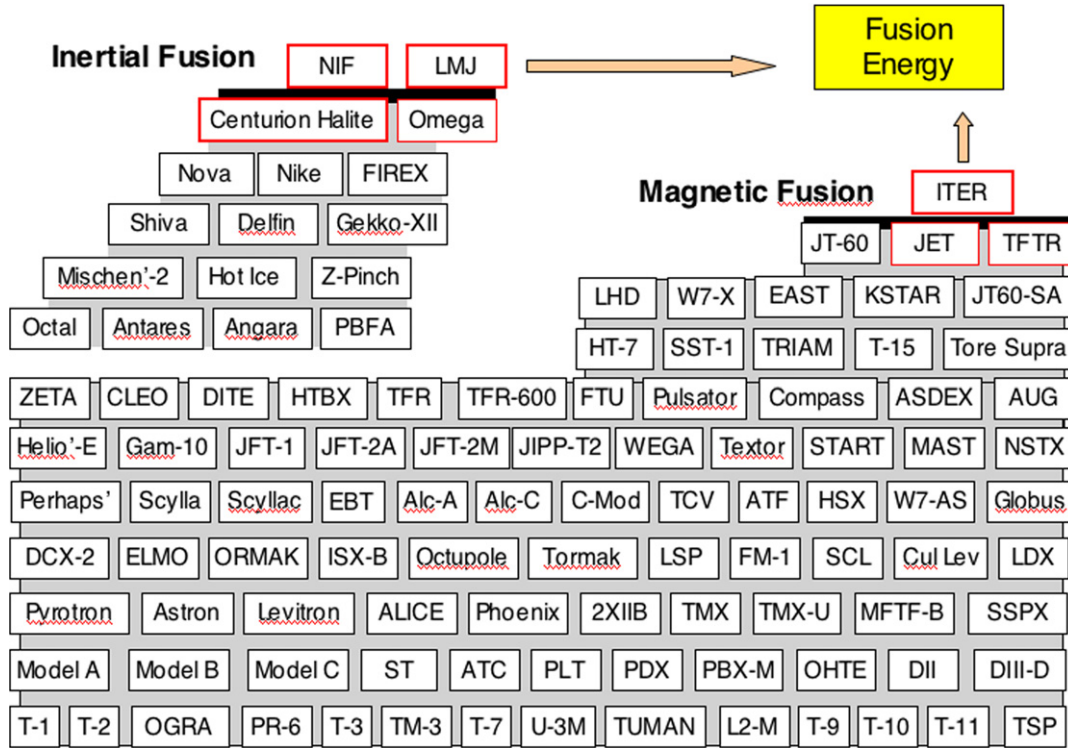 Fusion
Energy
Inertial Fusion
NIF LMJ
Centurion Halite Omega
Nova Nike FIREX
Shiva Delfin Gekko-XII
Mischen'-2 Hot Ice Z-Pinch
Octal Antares Angara PBFA
Magnetic Fusion ITER
JT-60 JET TFTR
LHD W7-X EAST KSTAR JT60-SA
HT-7 SST-1 TRIAM T-15 Tore Supra
ZETA CLEO DITE HTBX TFR TFR-600 FTU Pulsator Compass ASDEX AUG
Helio'-E Gam-10 JFT-1 JFT-2A JFT-2M JIPP-T2 WEGA Textor START MAST NSTX
Perhaps' Scylla Scyllac EBT Alc-A Alc-C C-Mod TCV ATF HSX W7-AS Globus
DCX-2 ELMO ORMAK ISX-B Octupole Tormak LSP FM-1 SCL Cul Lev LDX
Pyrotron Astron Levitron ALICE Phoenix 2XIIB TMX TMX-U MFTF-B SSPX
Model A Model B Model C ST ATC PLT PDX PBX-M OHTE DII DIII-D
T-1 T-2 OGRA PR-6 T-3 TM-3 T-7 U-3M TUMAN L2-M T-9 T-10 T-11 TSP